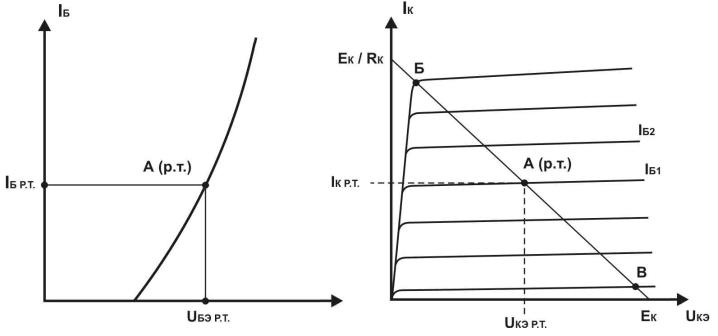 IБ
А (р.т.)
IБ Р.Т.
UБЭ Р.Т.
IК
EК / RК
Б
IБ2
А (р.т.)
IБ1
IК Р.Т.
В
UКЭ Р.Т.
EК
UКЭ